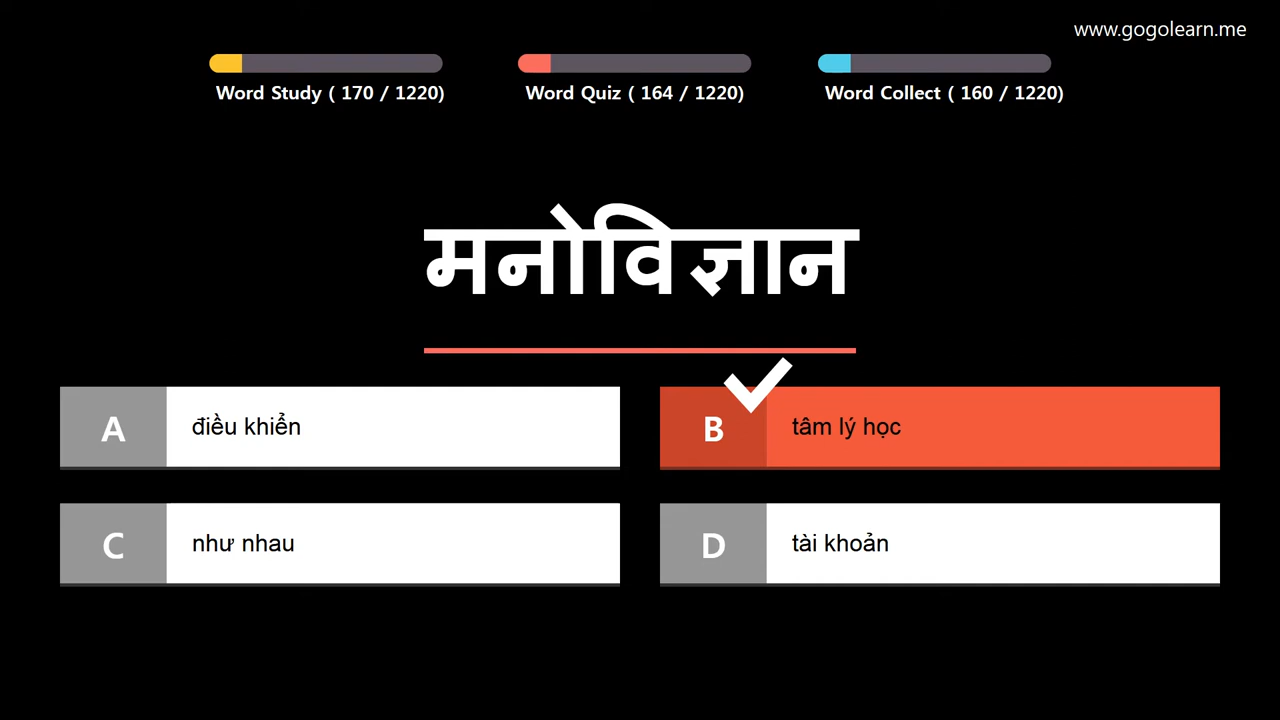 www.gogolearn.me
Word Study ( 170 / 1220)
Word Quiz ( 164 / 1220)
Word Collect ( 160 / 1220)
मनोविज्ञान
A điều khiển
B tâm lý học
C như nhau
D tài khoản